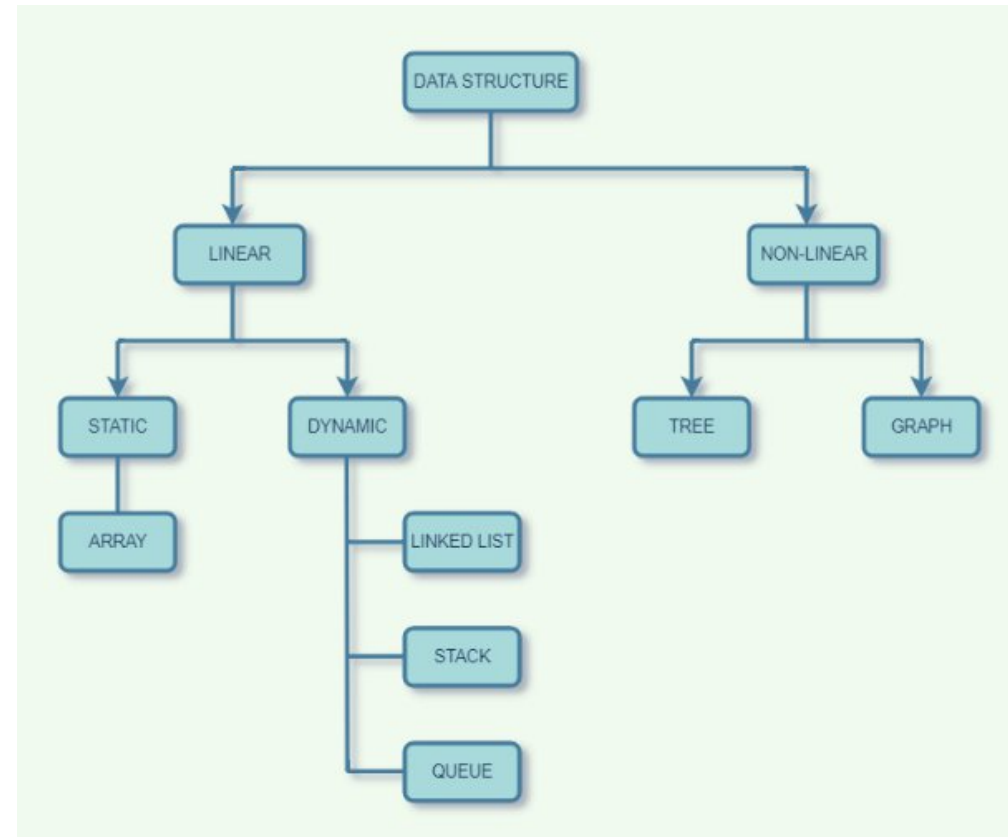 DATA STRUCTURE
LINEAR
NON-LINEAR
STATIC
DYNAMIC
TREE
GRAPH
ARRAY
LINKED LIST
STACK
QUEUE